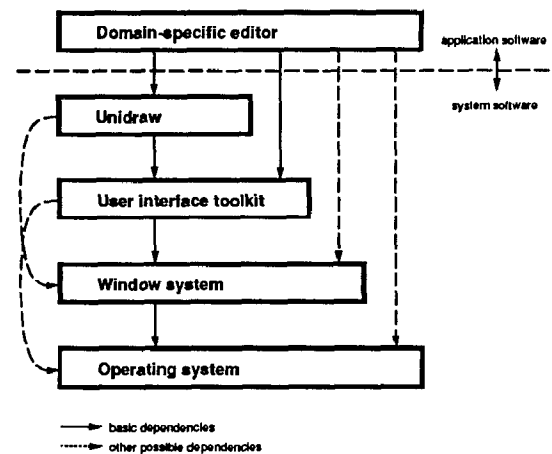 Domain-specific editor
application software
system software
Unidraw
User interface toolkit
Window system
Operating system
basic dependencies
other possible dependencies